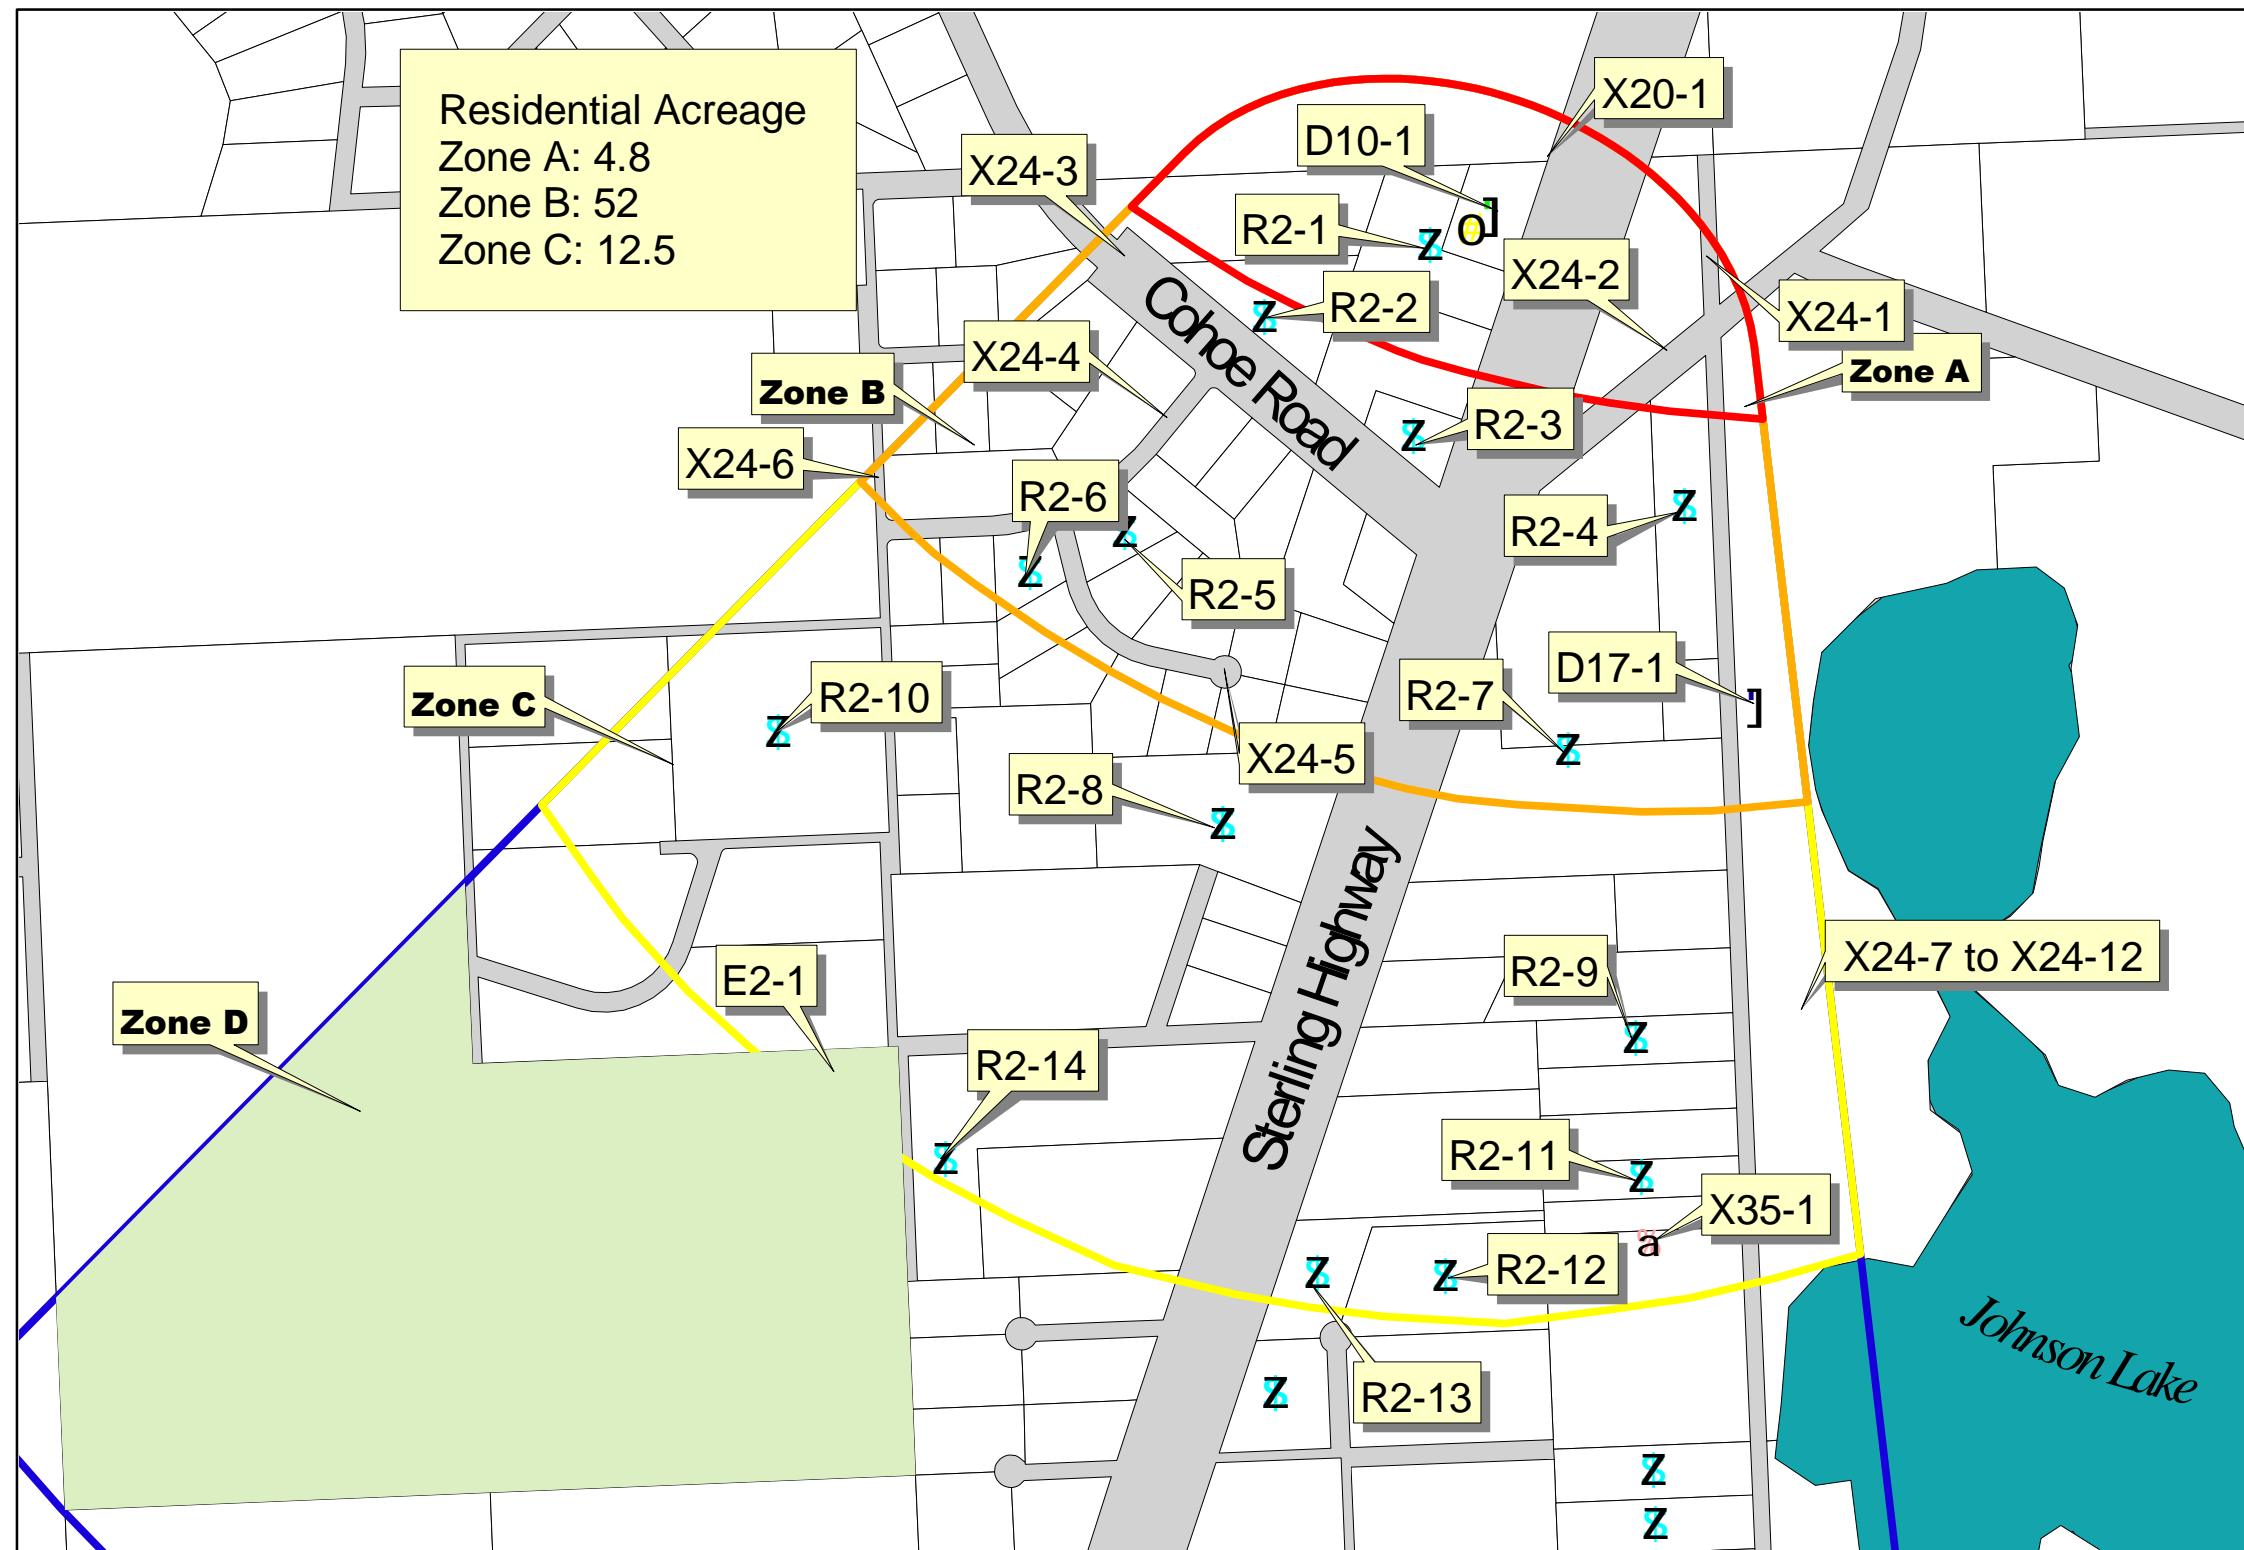 Residential Acreage
Zone A: 4.8
Zone B: 52
Zone C: 12.5
X20-1
D10-1
X24-3
R2-1
X24-2
R2-2
X24-1
Cohoe Road
X24-4
Zone A
Zone B
R2-3
X24-6
R2-6
R2-4
R2-5
D17-1
Zone C
R2-10
R2-7
X24-5
R2-8
Sterling Highway
X24-7 to X24-12
R2-9
E2-1
Zone D
R2-14
R2-11
X35-1
R2-12
Johnson Lake
R2-13